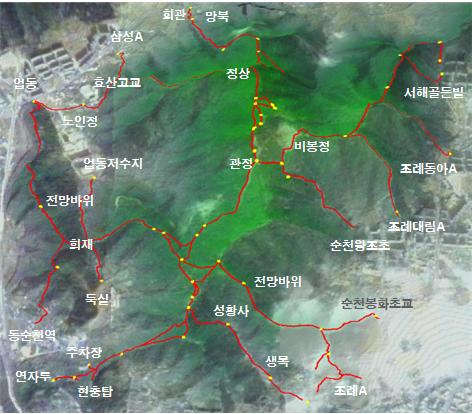 회관
망북
삼성A
정상
업동
효산고교
서해골든빌
노인정
비봉정
업동저수지
관정
조례동아A
전망바위
조례대림A
희재
순천왕조초
전망바위
둑실
순천봉화초교
성황사
동순천역
주차장
생목
연자루
현충탑
조례A